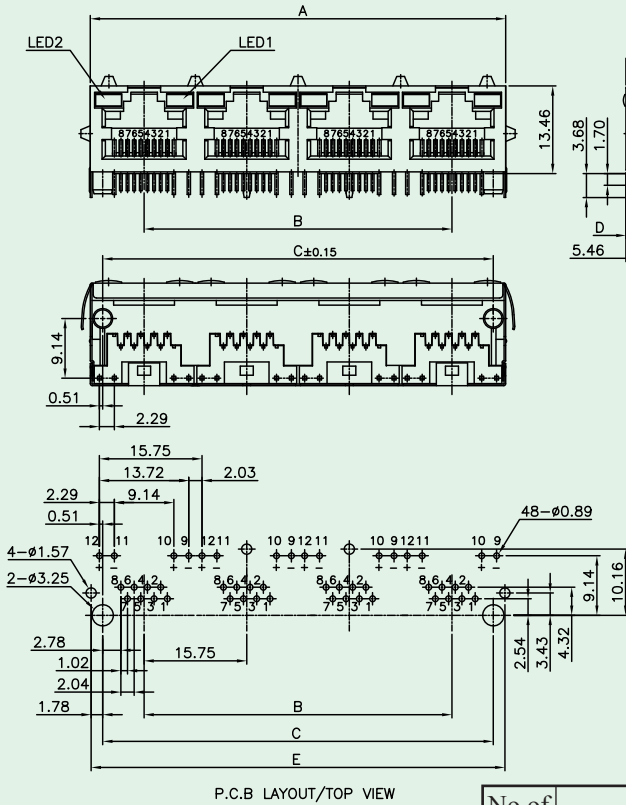 A
LED2
LED1
87654321 87654321 87654321 87654321
13.46
3.68
1.70
B
D
5.46
C±0.15
9.14
0.51
2.29
15.75
13.72 2.03
2.29 9.14
0.51
48-ø0.89
12 11 10 9 12 11 10 9 12 11 10 9 12 11 10 9
+ - + - + - + - + - + - + - + -
4-ø1.57
2-ø3.25
8 6 4 2 8 6 4 2 8 6 4 2 8 6 4 2
7 5 3 1 7 5 3 1 7 5 3 1 7 5 3 1
9.14
10.16
2.54
3.43
4.32
2.78
1.02
15.75
2.04
1.78
B
C
E
P.C.B LAYOUT/TOP VIEW
No of